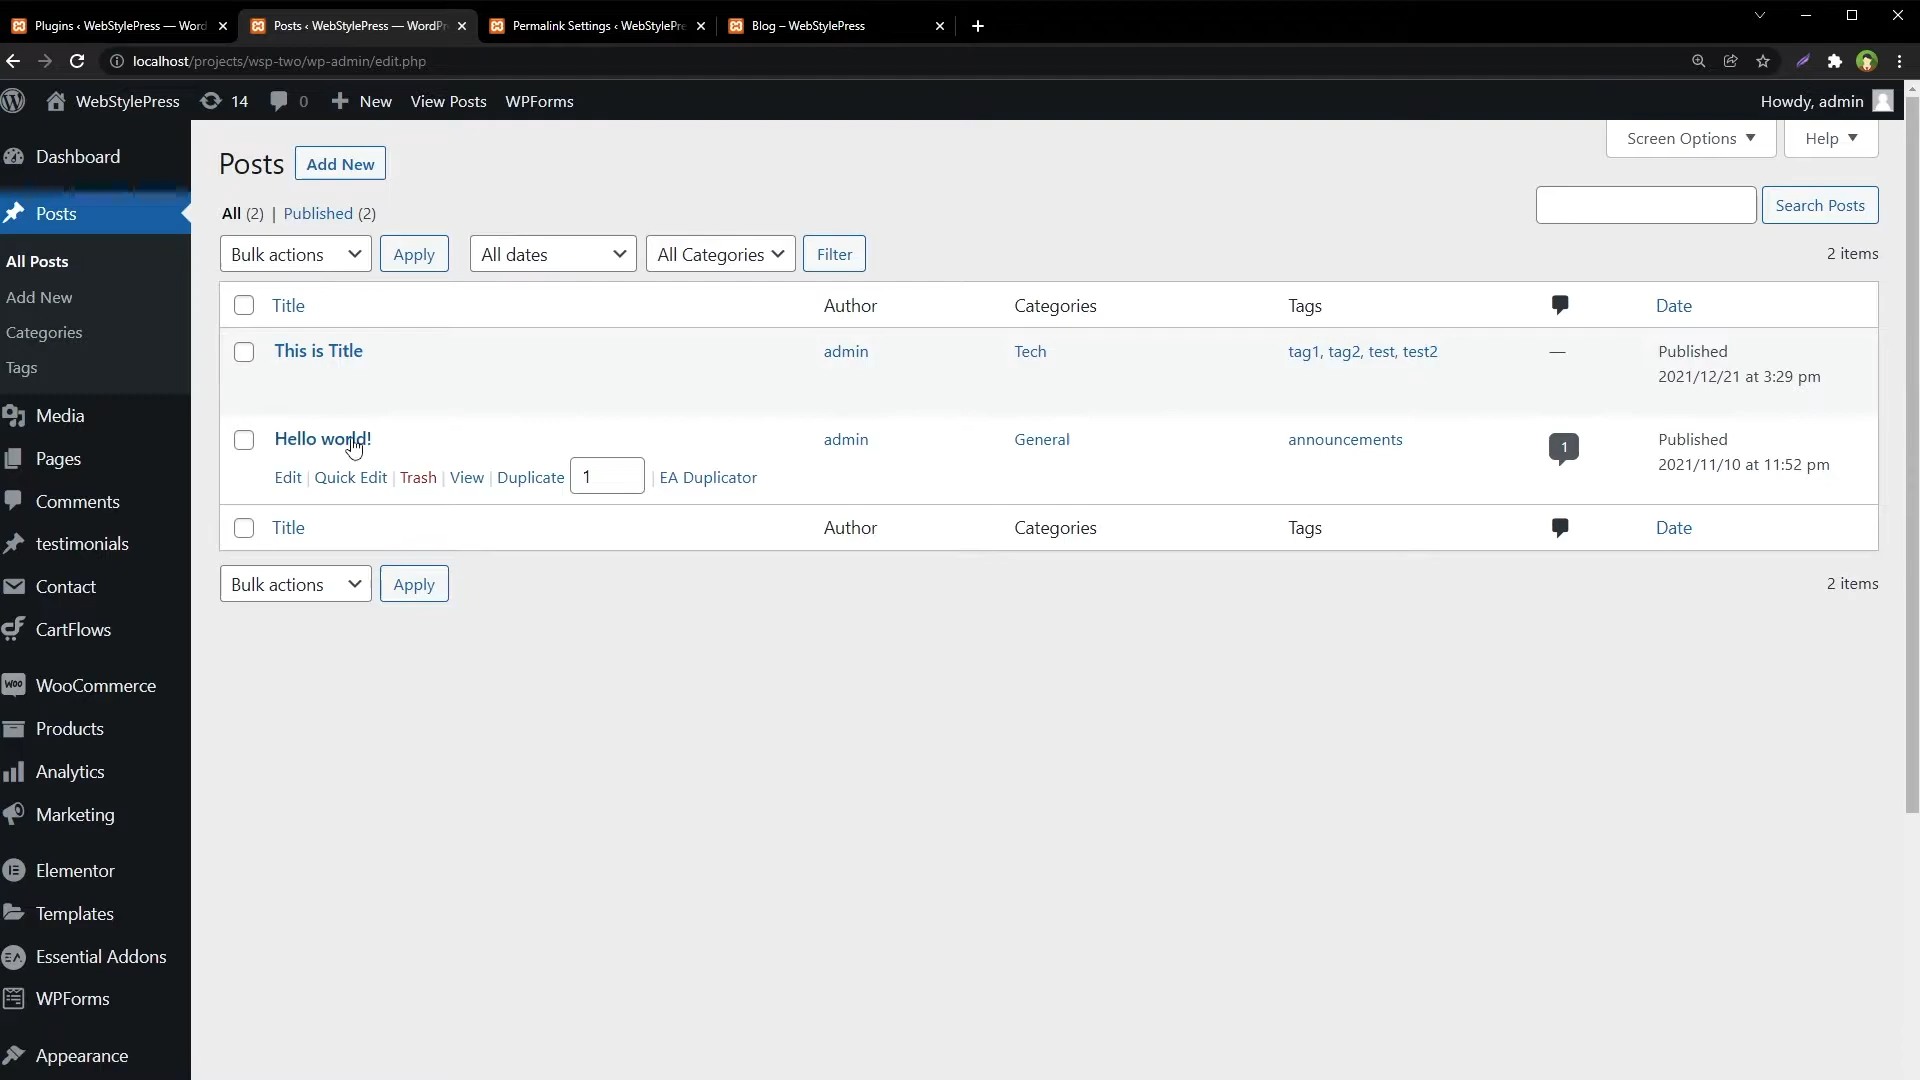 Plugins ‹ WebStylePress — Word
Posts ‹ WebStylePress — WordPr
Permalink Settings ‹ WebStylePre
Blog – WebStylePress
localhost/projects/wsp-two/wp-admin/edit.php
WebStylePress 14 0 New View Posts WPForms
Howdy, admin
Dashboard
Posts
All Posts
Add New
Categories
Tags
Media
Pages
Comments
testimonials
Contact
CartFlows
WOO WooCommerce
Products
Analytics
Marketing
Elementor
Templates
EA Essential Addons
WPForms
Appearance
Screen Options Help
Posts Add New
All (2) | Published (2)
Search Posts
Bulk actions Apply All dates All Categories Filter
2 items
Title Author Categories Tags Date
This is Title admin Tech tag1, tag2, test, test2 — Published
2021/12/21 at 3:29 pm
Hello world! admin General announcements 1 Published
2021/11/10 at 11:52 pm
Edit | Quick Edit | Trash | View | Duplicate 1 | EA Duplicator
Title Author Categories Tags Date
Bulk actions Apply
2 items